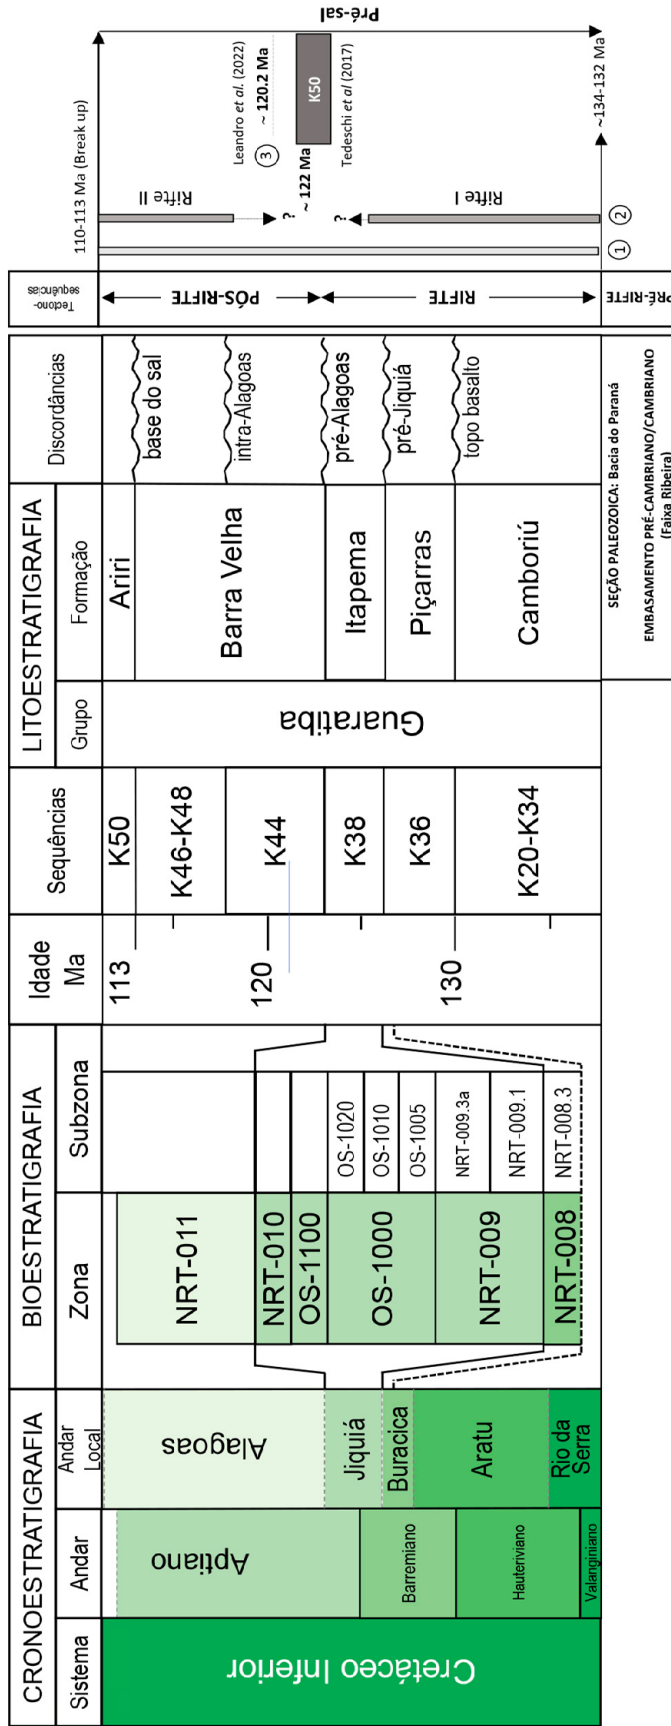 CRONOESTRATIGRAFIA
Sistema
Andar
Andar
Local
Cretáceo Inferior
Aptiano
Barremiano
Hauteriviano
Valanginiano
Alagoas
Jiquiá
Buracica
Aratu
Rio da
Serra
BIOESTRATIGRAFIA
Zona
Subzona
NRT-011
NRT-010
OS-1100
OS-1000
NRT-009
NRT-008
OS-1020
OS-1010
OS-1005
NRT-009.3a
NRT-009.1
NRT-008.3
Idade
Ma
113
120
130
Sequências
K50
K46-K48
K44
K38
K36
K20-K34
LITOESTRATIGRAFIA
Grupo
Formação
Guaratiba
Ariri
Barra Velha
Itapema
Piçarras
Camboriú
Discordâncias
base do sal
intra-Alagoas
pré-Alagoas
pré-Jiquiá
topo basalto
SEÇÃO PALEOZOICA: Bacia do Paraná
EMBASAMENTO PRÉ-CAMBRIANO/CAMBRIANO
(Faixa Ribeira)
Tectono-
sequências
PÓS-RIFTE
RIFTE
PRÉ-RIFTE
110-113 Ma (Break up)
Rifte II
?
?
Rifte I
1
2
~ 122 Ma
Leandro et al. (2022)
3
~ 120.2 Ma
K50
Tedeschi et al (2017)
~134-132 Ma
Pré-sal